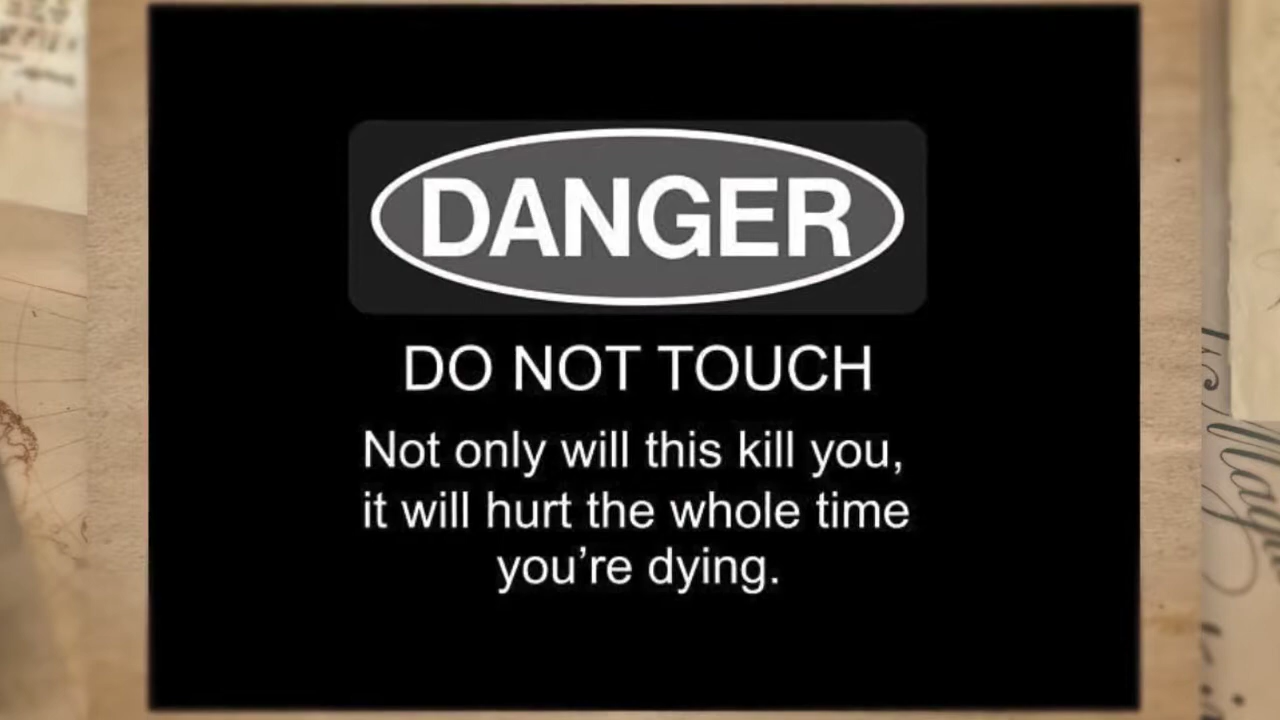 DANGER
DO NOT TOUCH
Not only will this kill you,
it will hurt the whole time
you’re dying.